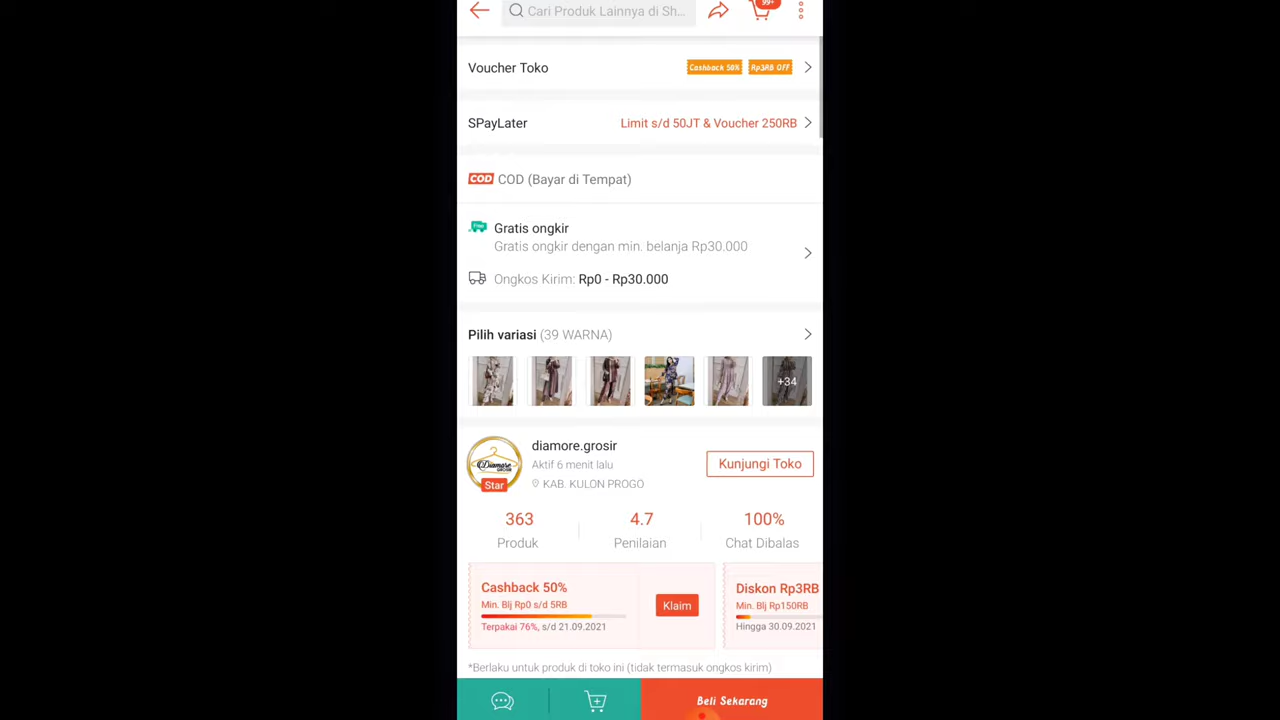 Cari Produk Lainnya di Sh...
99+
Voucher Toko
Cashback 50%
Rp3RB OFF
SPayLater
Limit s/d 50JT & Voucher 250RB
COD COD (Bayar di Tempat)
Gratis ongkir
Gratis ongkir dengan min. belanja Rp30.000
Ongkos Kirim: Rp0 - Rp30.000
Pilih variasi (39 WARNA)
+34
diamore.grosir
Aktif 6 menit lalu
Kunjungi Toko
Diamore
GROSIR
Star
KAB. KULON PROGO
363
4.7
100%
Produk
Penilaian
Chat Dibalas
Cashback 50%
Min. Blj Rp0 s/d 5RB
Terpakai 76%, s/d 21.09.2021
Klaim
Diskon Rp3RB
Min. Blj Rp150RB
Hingga 30.09.2021
*Berlaku untuk produk di toko ini (tidak termasuk ongkos kirim)
Beli Sekarang